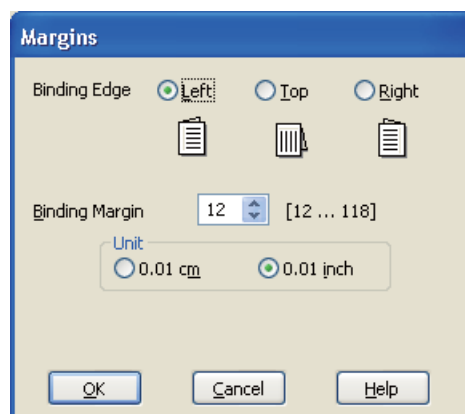 Margins
Binding Edge Left Top Right
Binding Margin 12 [12 ... 118]
Unit
0.01 cm 0.01 inch
OK Cancel Help